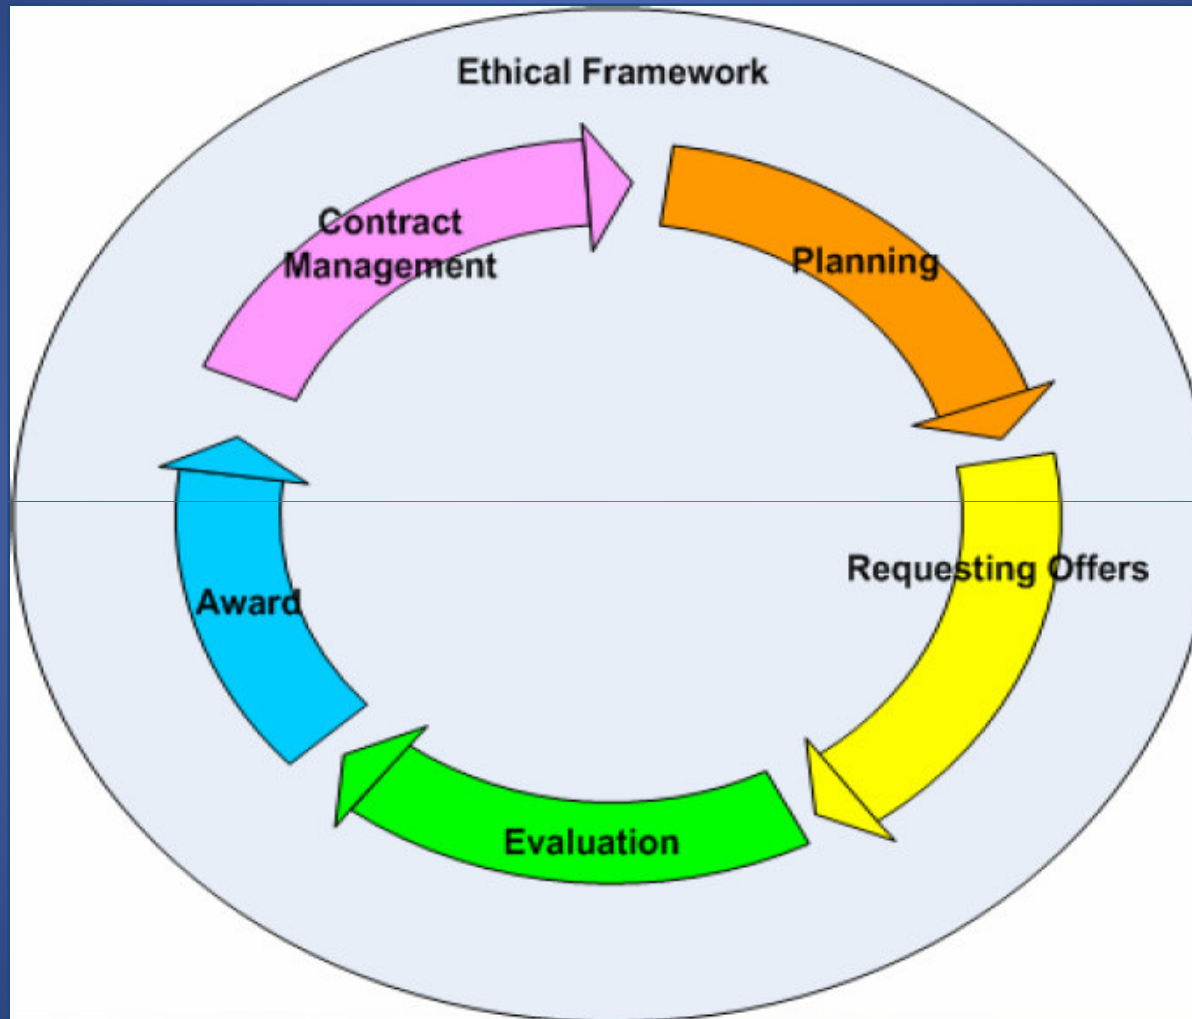 Ethical Framework
Contract
Management
Planning
Requesting Offers
Award
Evaluation